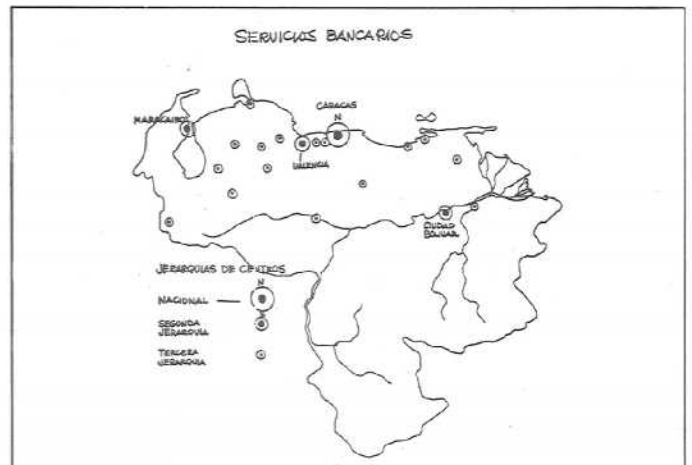 SERVICIOS BANCARIOS
CARACAS
N
MARACAIBO
VALENCIA
CIUDAD
BOLIVAR
JERARQUIAS DE CENTROS
N
NACIONAL
S
SEGUNDA
JERARQUIA
TERCERA
JERARQUIA